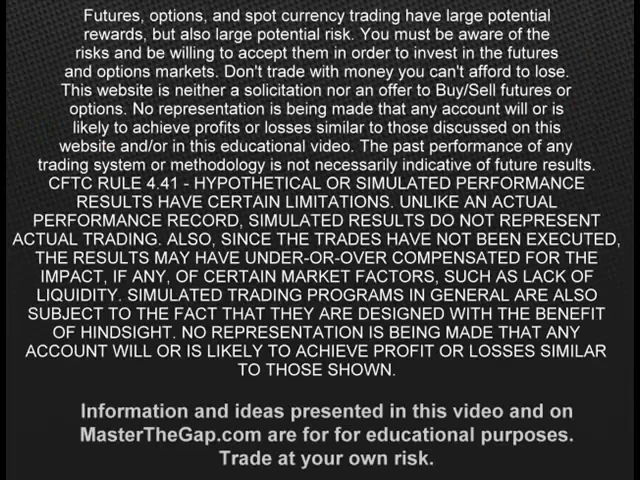 Futures, options, and spot currency trading have large potential
rewards, but also large potential risk. You must be aware of the
risks and be willing to accept them in order to invest in the futures
and options markets. Don't trade with money you can't afford to lose.
This website is neither a solicitation nor an offer to Buy/Sell futures or
options. No representation is being made that any account will or is
likely to achieve profits or losses similar to those discussed on this
website and/or in this educational video. The past performance of any
trading system or methodology is not necessarily indicative of future results.
CFTC RULE 4.41 - HYPOTHETICAL OR SIMULATED PERFORMANCE
RESULTS HAVE CERTAIN LIMITATIONS. UNLIKE AN ACTUAL
PERFORMANCE RECORD, SIMULATED RESULTS DO NOT REPRESENT
ACTUAL TRADING. ALSO, SINCE THE TRADES HAVE NOT BEEN EXECUTED,
THE RESULTS MAY HAVE UNDER-OR-OVER COMPENSATED FOR THE
IMPACT, IF ANY, OF CERTAIN MARKET FACTORS, SUCH AS LACK OF
LIQUIDITY. SIMULATED TRADING PROGRAMS IN GENERAL ARE ALSO
SUBJECT TO THE FACT THAT THEY ARE DESIGNED WITH THE BENEFIT
OF HINDSIGHT. NO REPRESENTATION IS BEING MADE THAT ANY
ACCOUNT WILL OR IS LIKELY TO ACHIEVE PROFIT OR LOSSES SIMILAR
TO THOSE SHOWN.
Information and ideas presented in this video and on
MasterTheGap.com are for for educational purposes.
Trade at your own risk.